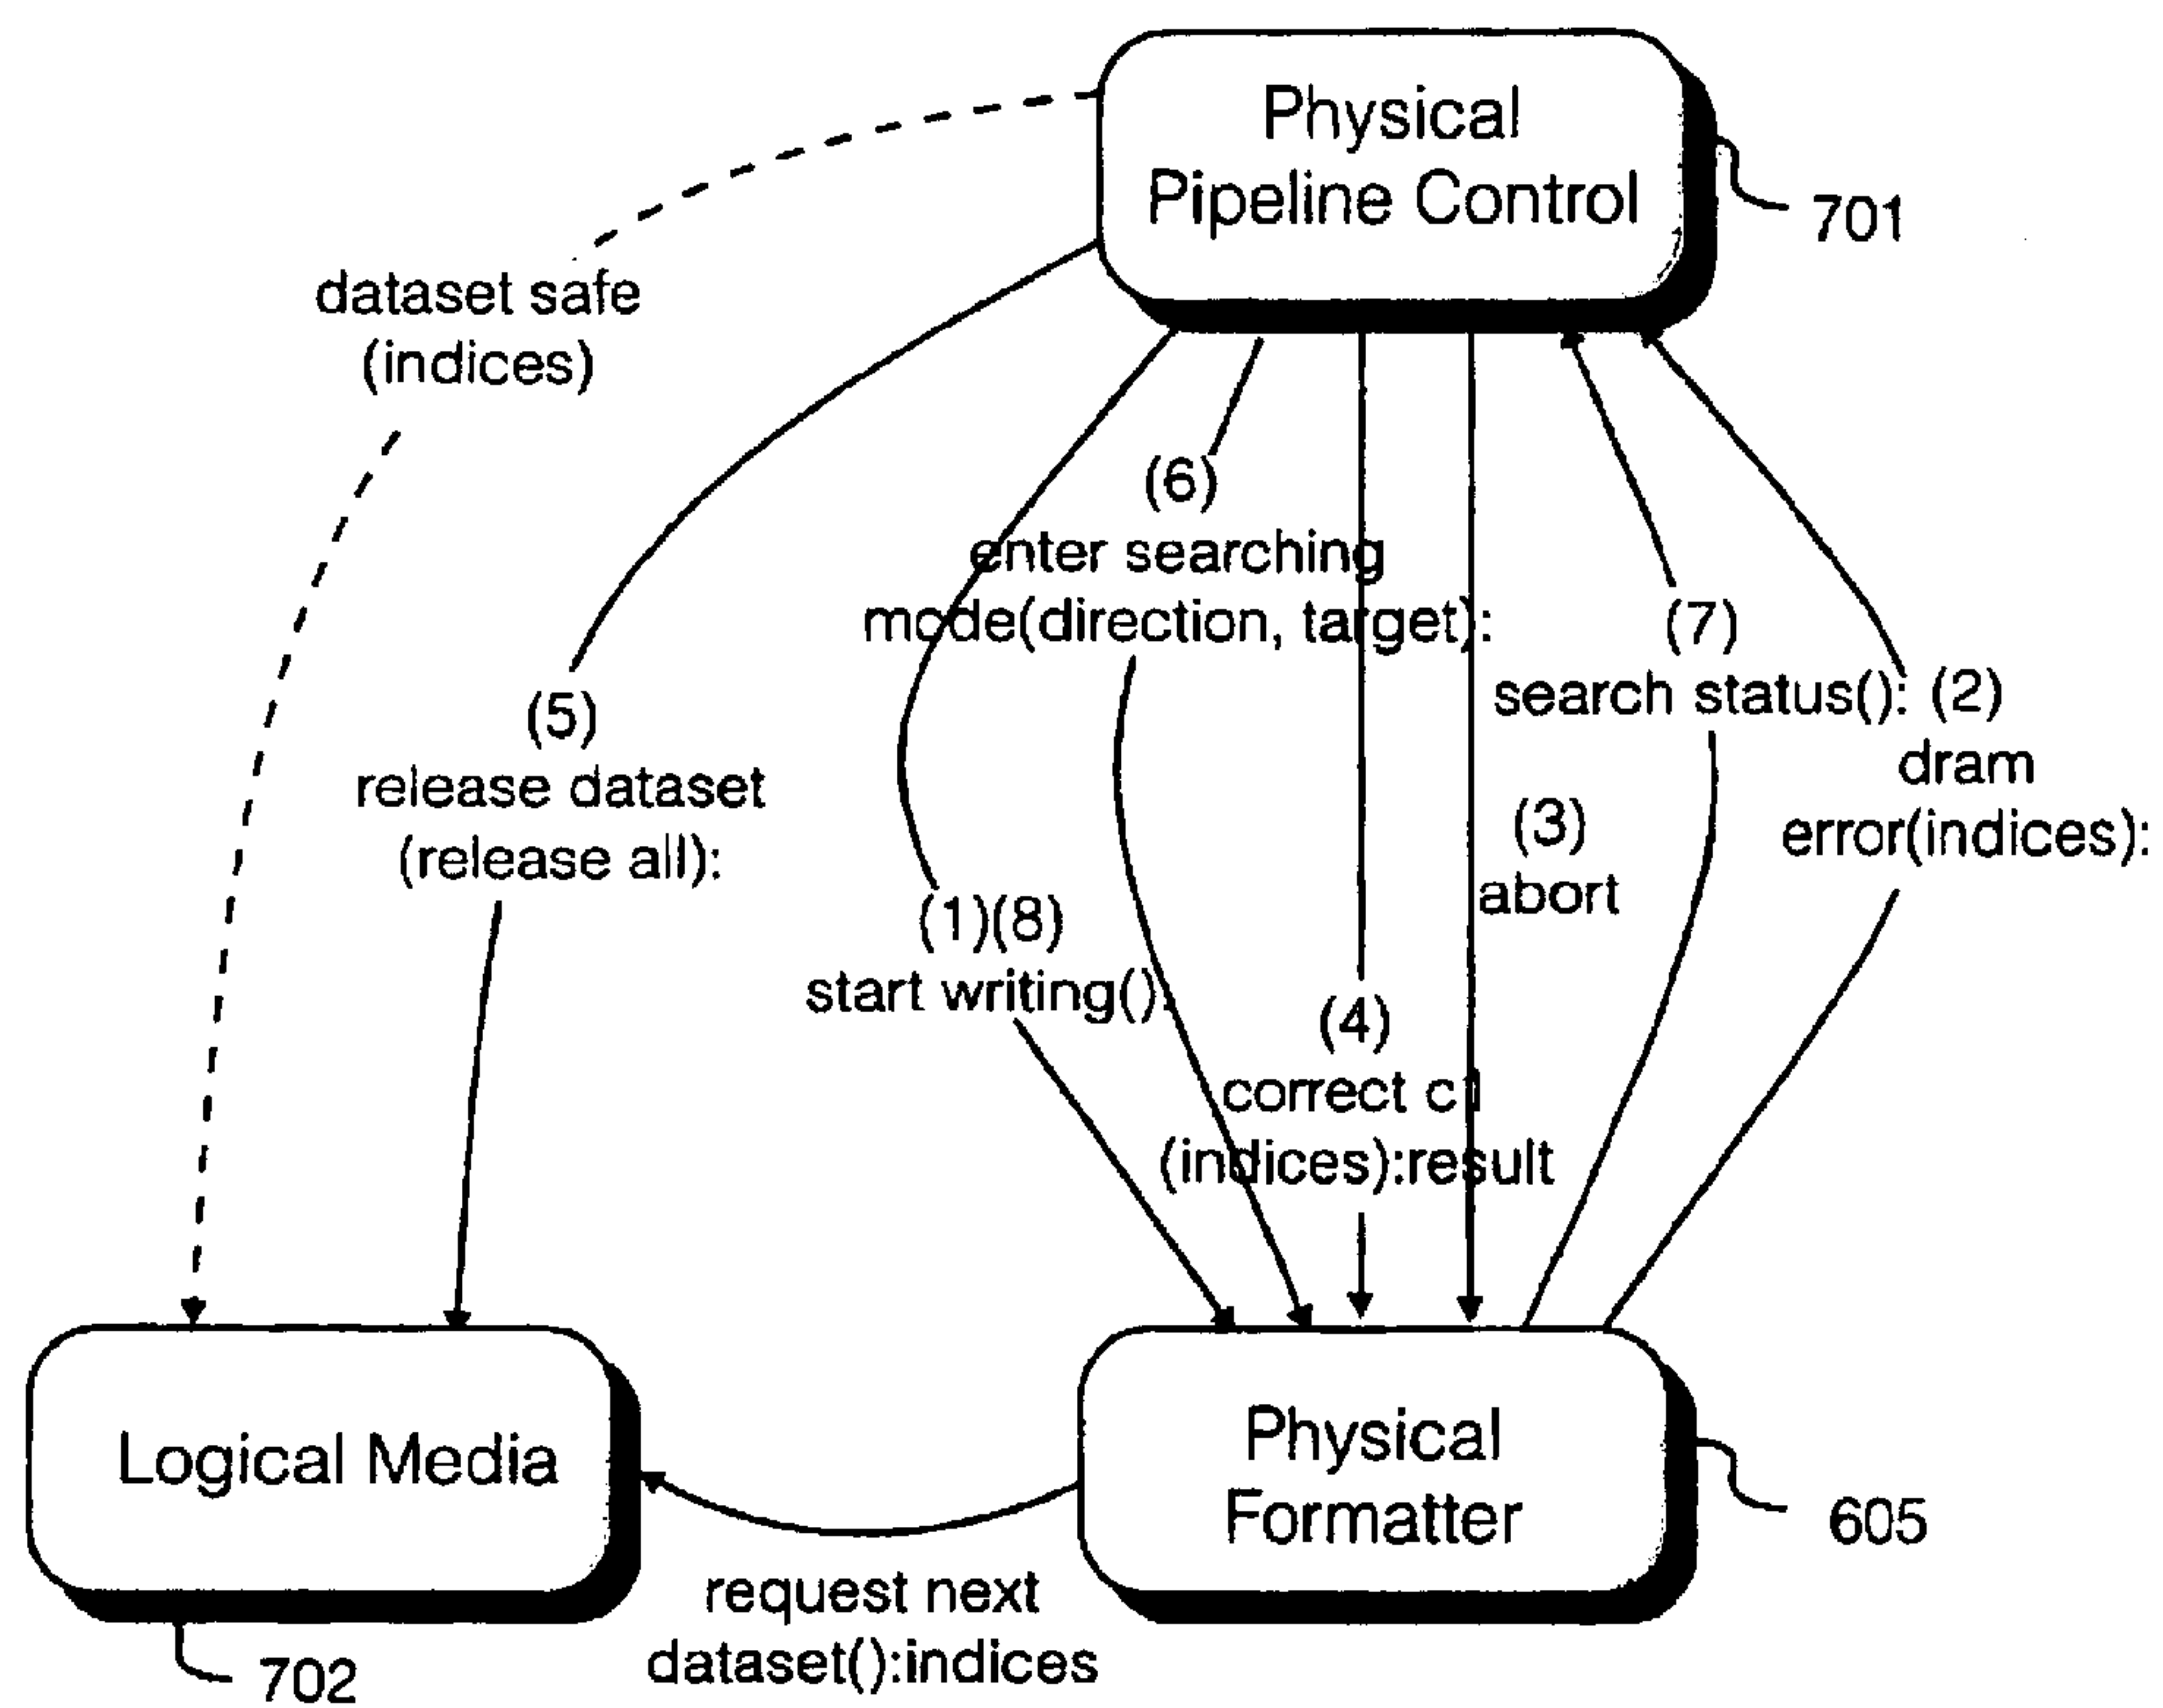 Physical
Pipeline Control
701
dataset safe
(indices)
(6)
enter searching
mode(direction, target):
(7)
search status():
(2)
dram
error(indices):
(5)
release dataset
(release all):
(3)
abort
(1)(8)
start writing():
(4)
correct c1
(indices):result
Logical Media
702
Physical
Formatter
605
request next
dataset():indices